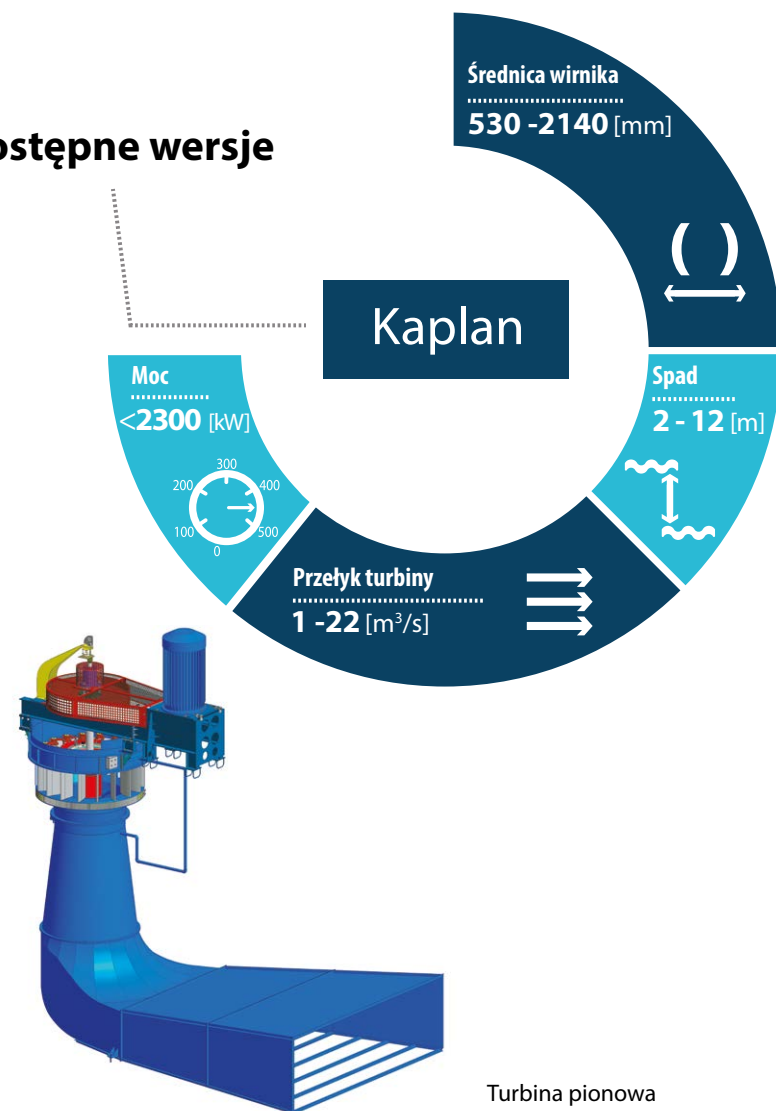 Średnica wirnika
530 -2140 [mm]
ostępne wersje
Kaplan
Moc
<2300 [kW]
300
200
400
100
500
0
Spad
2 - 12 [m]
Przełyk turbiny
1 -22 [m³/s]
Turbina pionowa